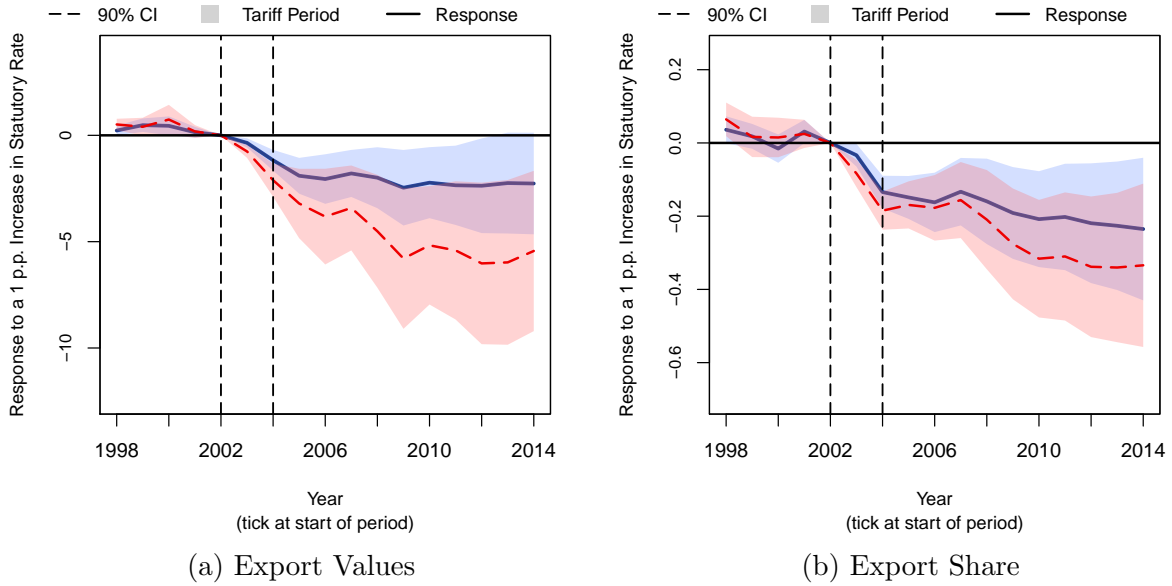 90% CI Tariff Period Response
Response to a 1 p.p. Increase in Statutory Rate
0
−5
−10
1998 2002 2006 2010 2014
Year
(tick at start of period)
(a) Export Values
90% CI Tariff Period Response
Response to a 1 p.p. Increase in Statutory Rate
0.2
0.0
−0.2
−0.4
−0.6
1998 2002 2006 2010 2014
Year
(tick at start of period)
(b) Export Share